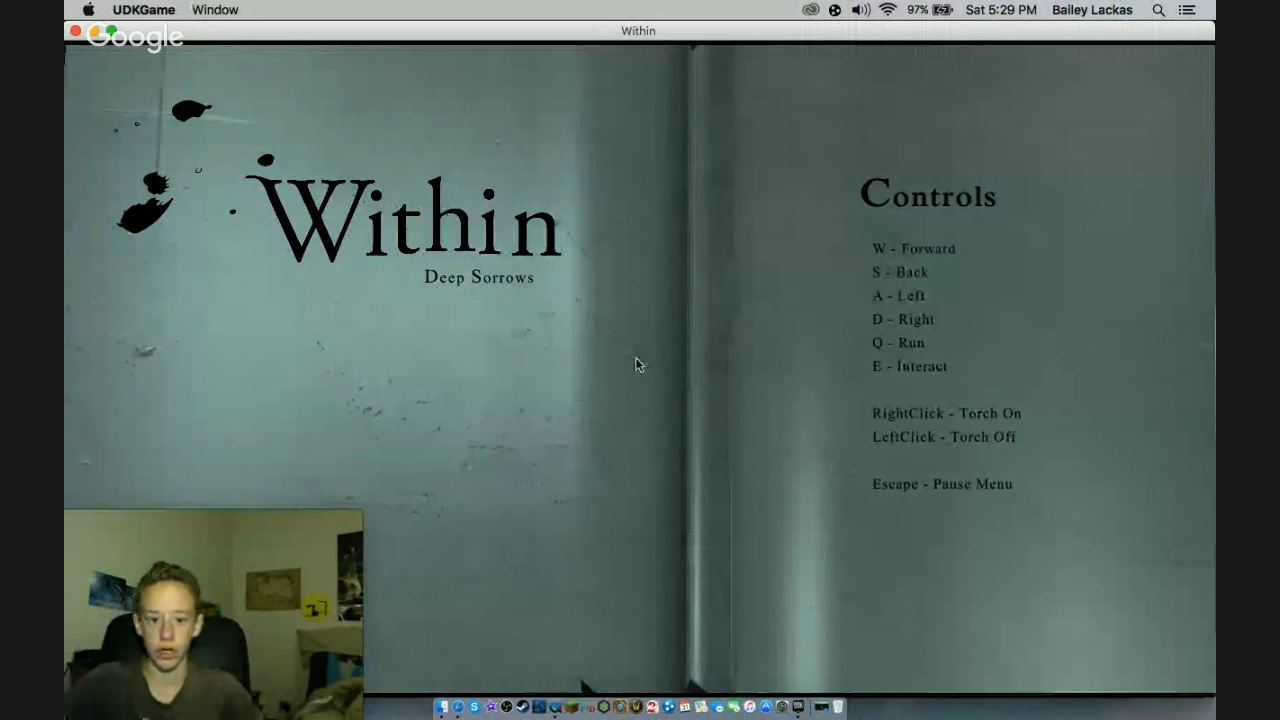 UDKGame Window
97% Sat 5:29 PM Bailey Lackas
Google
Within
Within
Deep Sorrows
Controls
W - Forward
S - Back
A - Left
D - Right
Q - Run
E - Interact
RightClick - Torch On
LeftClick - Torch Off
Escape - Pause Menu